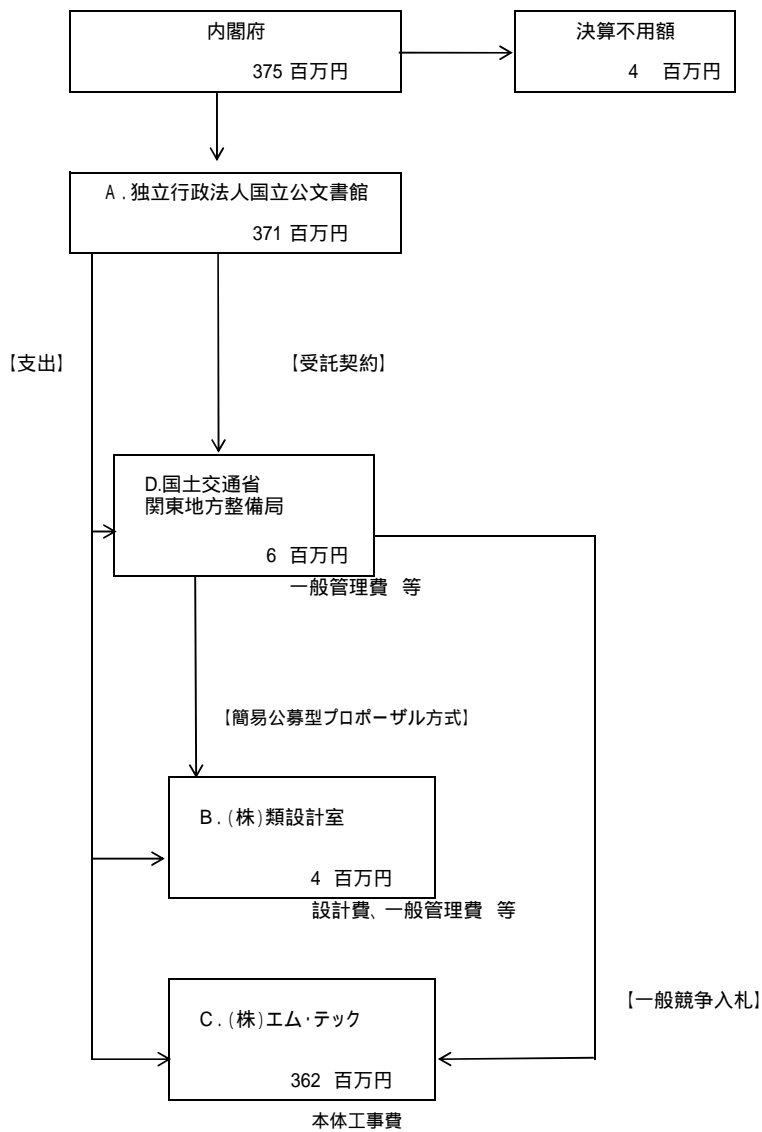 内閣府
375 百万円
決算不用額
4 百万円
A．独立行政法人国立公文書館
371 百万円
【支出】
【受託契約】
D.国土交通省
関東地方整備局
6 百万円
一般管理費 等
【簡易公募型プロポーザル方式】
B．(株)類設計室
4 百万円
設計費、一般管理費 等
C．(株)エム・テック
362 百万円
本体工事費
【一般競争入札】